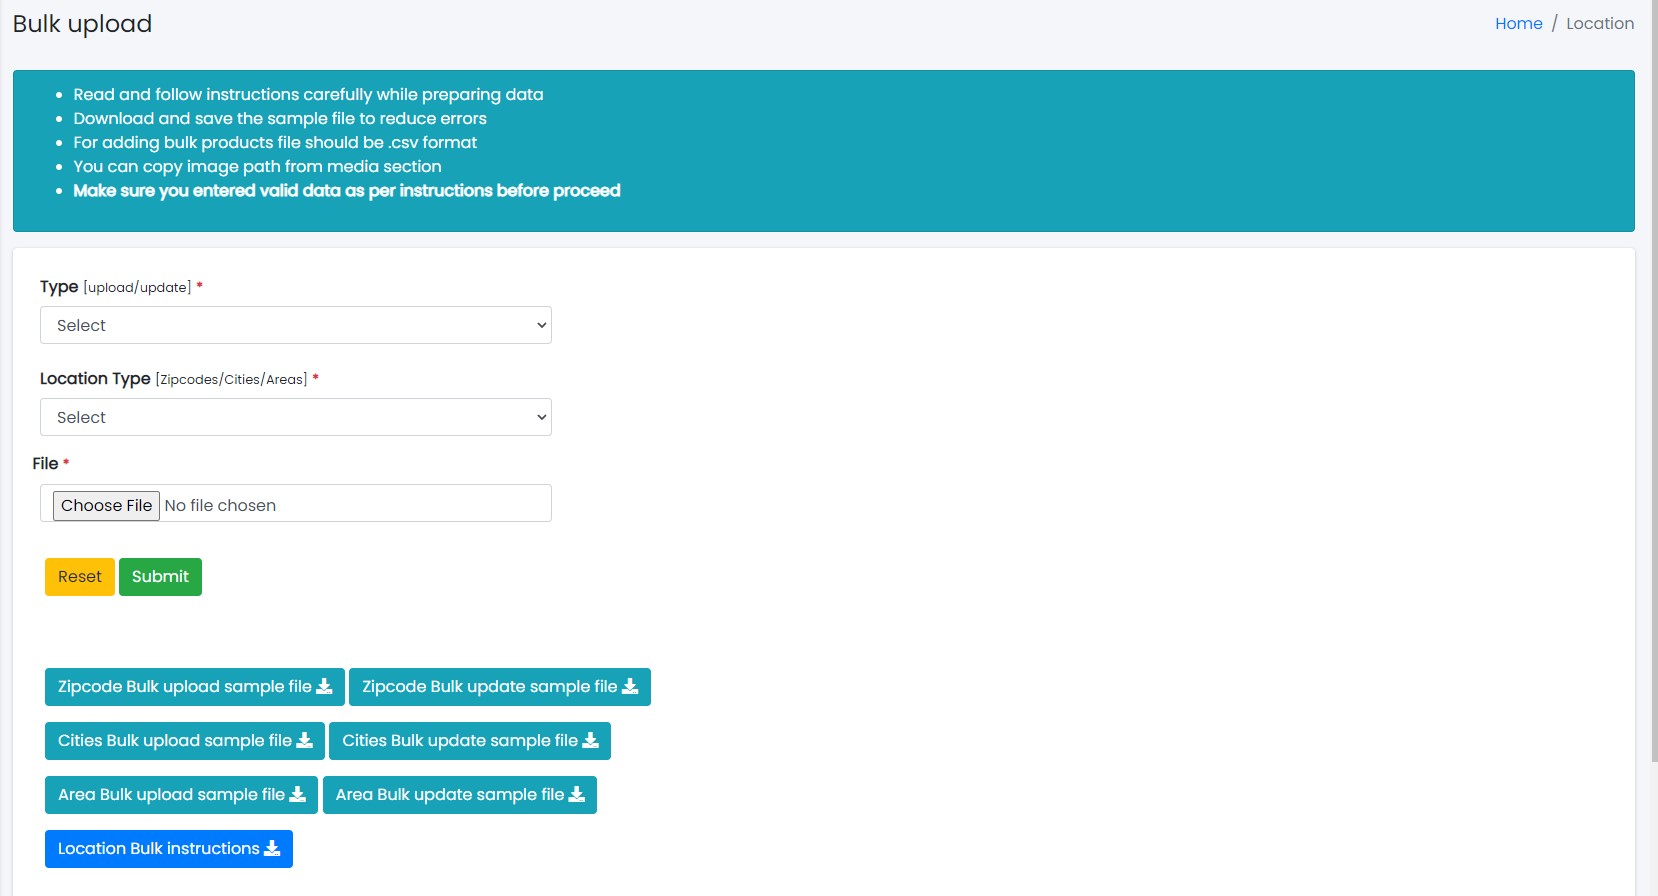 Bulk upload
Home / Location
Read and follow instructions carefully while preparing data
Download and save the sample file to reduce errors
For adding bulk products file should be .csv format
You can copy image path from media section
Make sure you entered valid data as per instructions before proceed
Type [upload/update] *
Select
Location Type [Zipcodes/Cities/Areas] *
Select
File *
Choose File No file chosen
Reset Submit
Zipcode Bulk upload sample file Zipcode Bulk update sample file
Cities Bulk upload sample file Cities Bulk update sample file
Area Bulk upload sample file Area Bulk update sample file
Location Bulk instructions